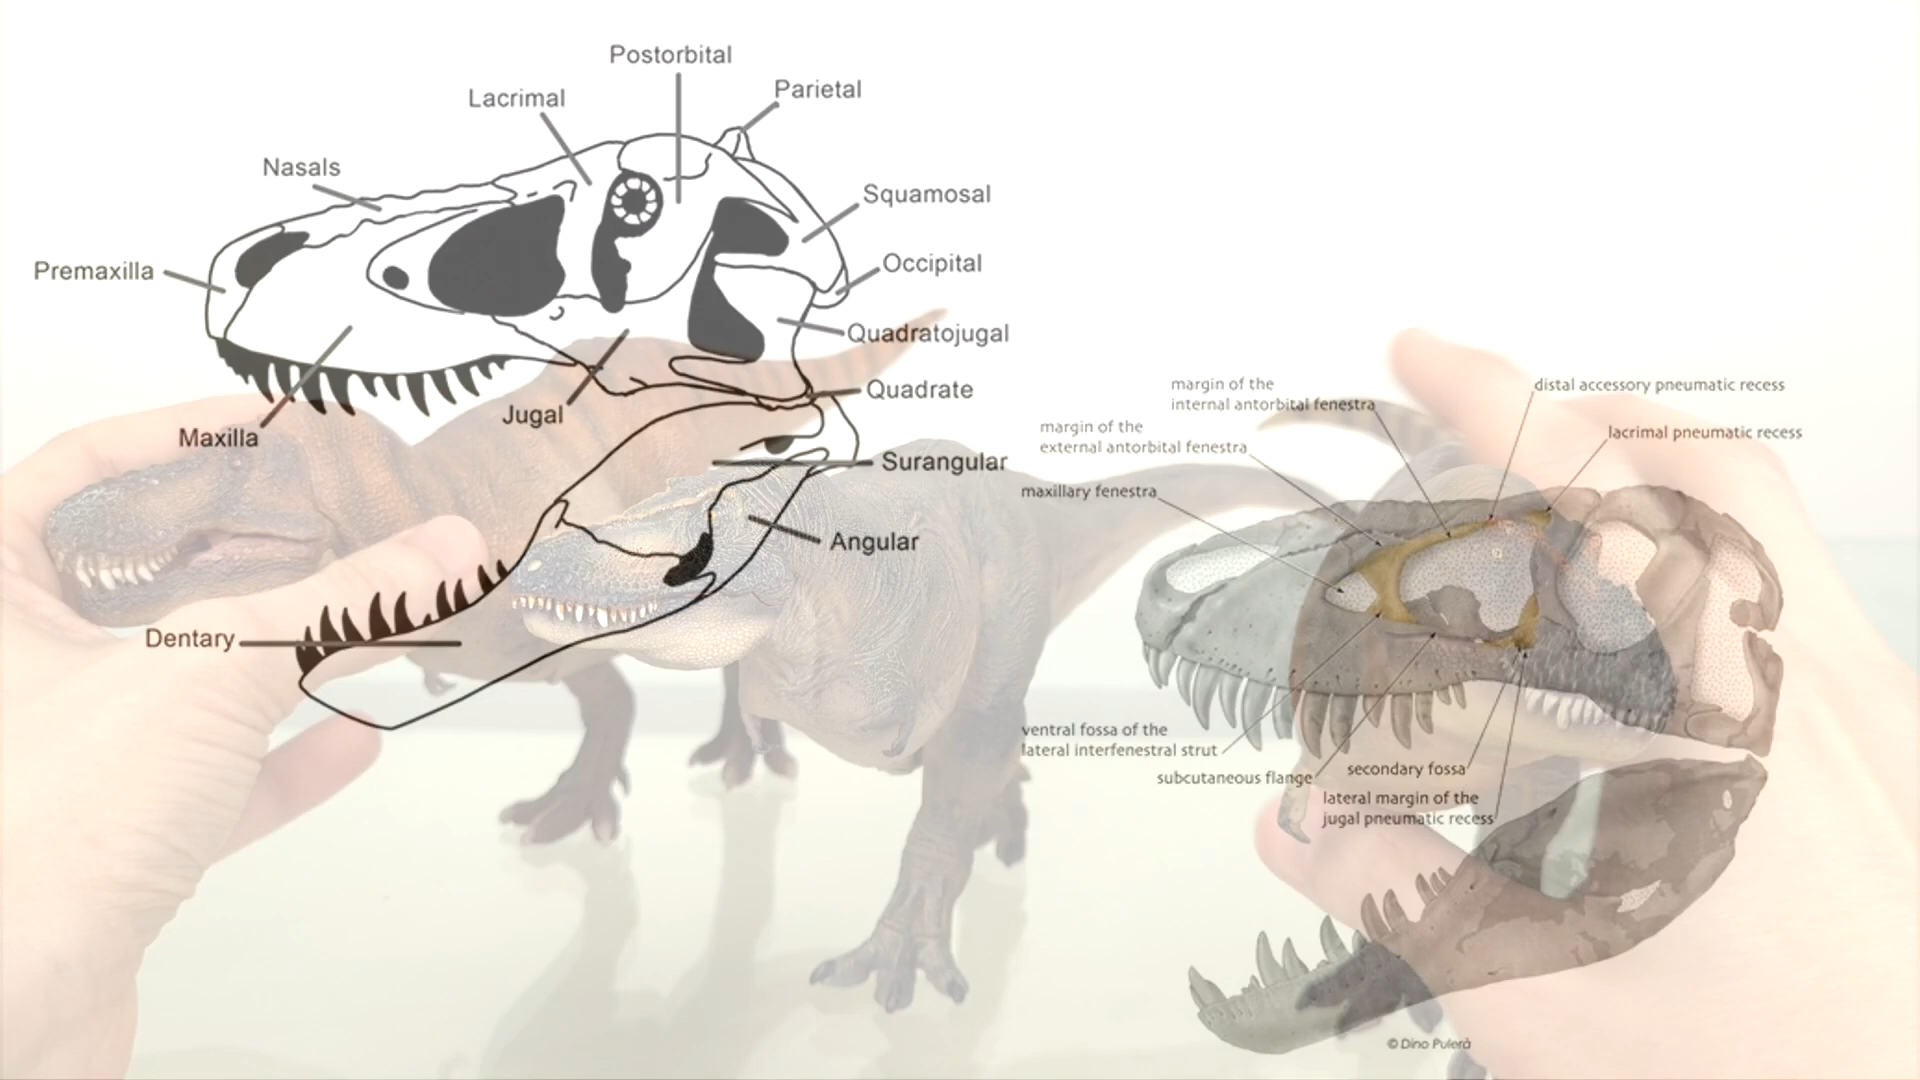 Postorbital
Parietal
Lacrimal
Nasals
Squamosal
Premaxilla
Occipital
Quadratojugal
Quadrate
Jugal
Maxilla
Surangular
Angular
Dentary
margin of the
internal antorbital fenestra
distal accessory pneumatic recess
margin of the
external antorbital fenestra
lacrimal pneumatic recess
maxillary fenestra
ventral fossa of the
lateral interfenestral strut
subcutaneous flange
secondary fossa
lateral margin of the
jugal pneumatic recess
© Dino Pulerà